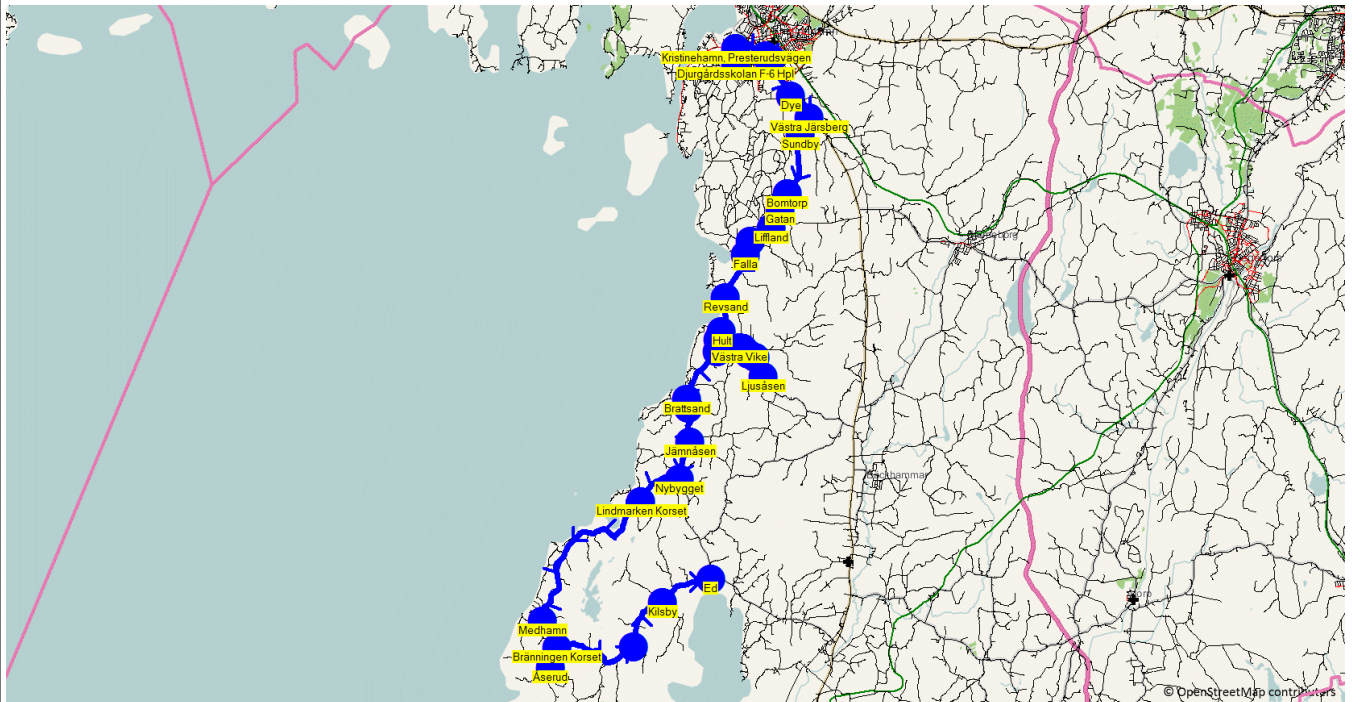 Kristinehamn, Presterudsvägen
Djurgårdsskolan F-6 Hpl
Dye
Västra Järsberg
Sundby
Bomtorp
Gatan
Liffland
Falla
Revsand
Hult
Västra Vike
Ljusåsen
Brattsand
Jämnåsen
Nybygget
Lindmarken Korset
Ed
Kilsby
Medhamn
Bränningen Korset
Åserud
© OpenStreetMap contributers